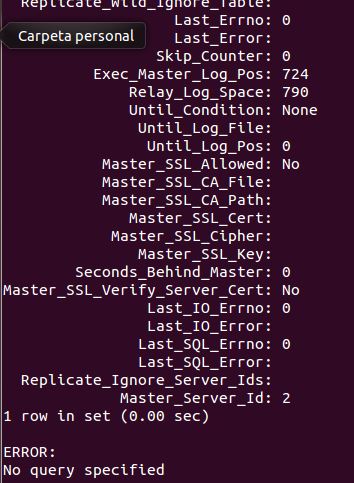 Replicate_Wild_Ignore_Table:
Last_Errno: 0
Carpeta personal
Last_Error:
Skip_Counter: 0
Exec_Master_Log_Pos: 724
Relay_Log_Space: 790
Until_Condition: None
Until_Log_File:
Until_Log_Pos: 0
Master_SSL_Allowed: No
Master_SSL_CA_File:
Master_SSL_CA_Path:
Master_SSL_Cert:
Master_SSL_Cipher:
Master_SSL_Key:
Seconds_Behind_Master: 0
Master_SSL_Verify_Server_Cert: No
Last_IO_Errno: 0
Last_IO_Error:
Last_SQL_Errno: 0
Last_SQL_Error:
Replicate_Ignore_Server_Ids:
Master_Server_Id: 2
1 row in set (0.00 sec)
ERROR:
No query specified